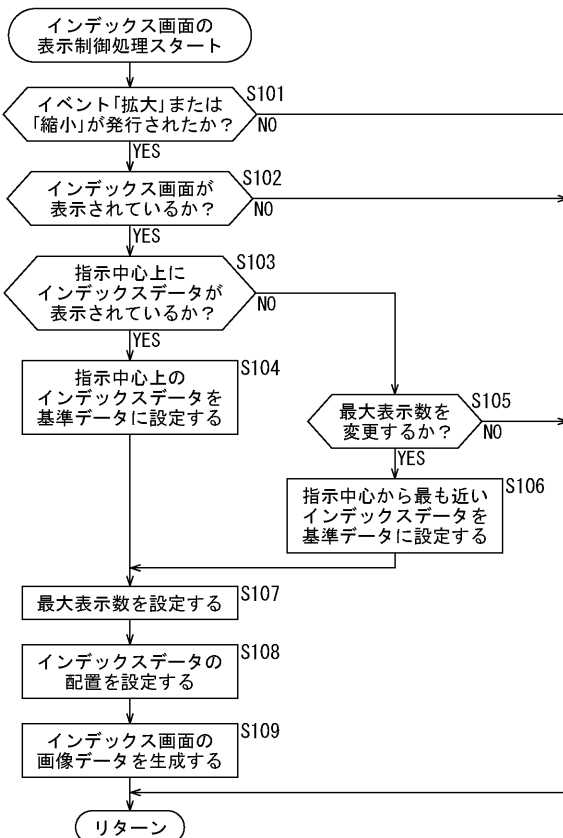 インデックス画面の
表示制御処理スタート
S101
イベント「拡大」または
「縮小」が発行されたか？
NO
YES
S102
インデックス画面が
表示されているか？
NO
YES
S103
指示中心上に
インデックスデータが
表示されているか？
NO
YES
S104
指示中心上の
インデックスデータを
基準データに設定する
S105
最大表示数を
変更するか？
NO
YES
S106
指示中心から最も近い
インデックスデータを
基準データに設定する
最大表示数を設定する
S107
S108
インデックスデータの
配置を設定する
S109
インデックス画面の
画像データを生成する
リターン